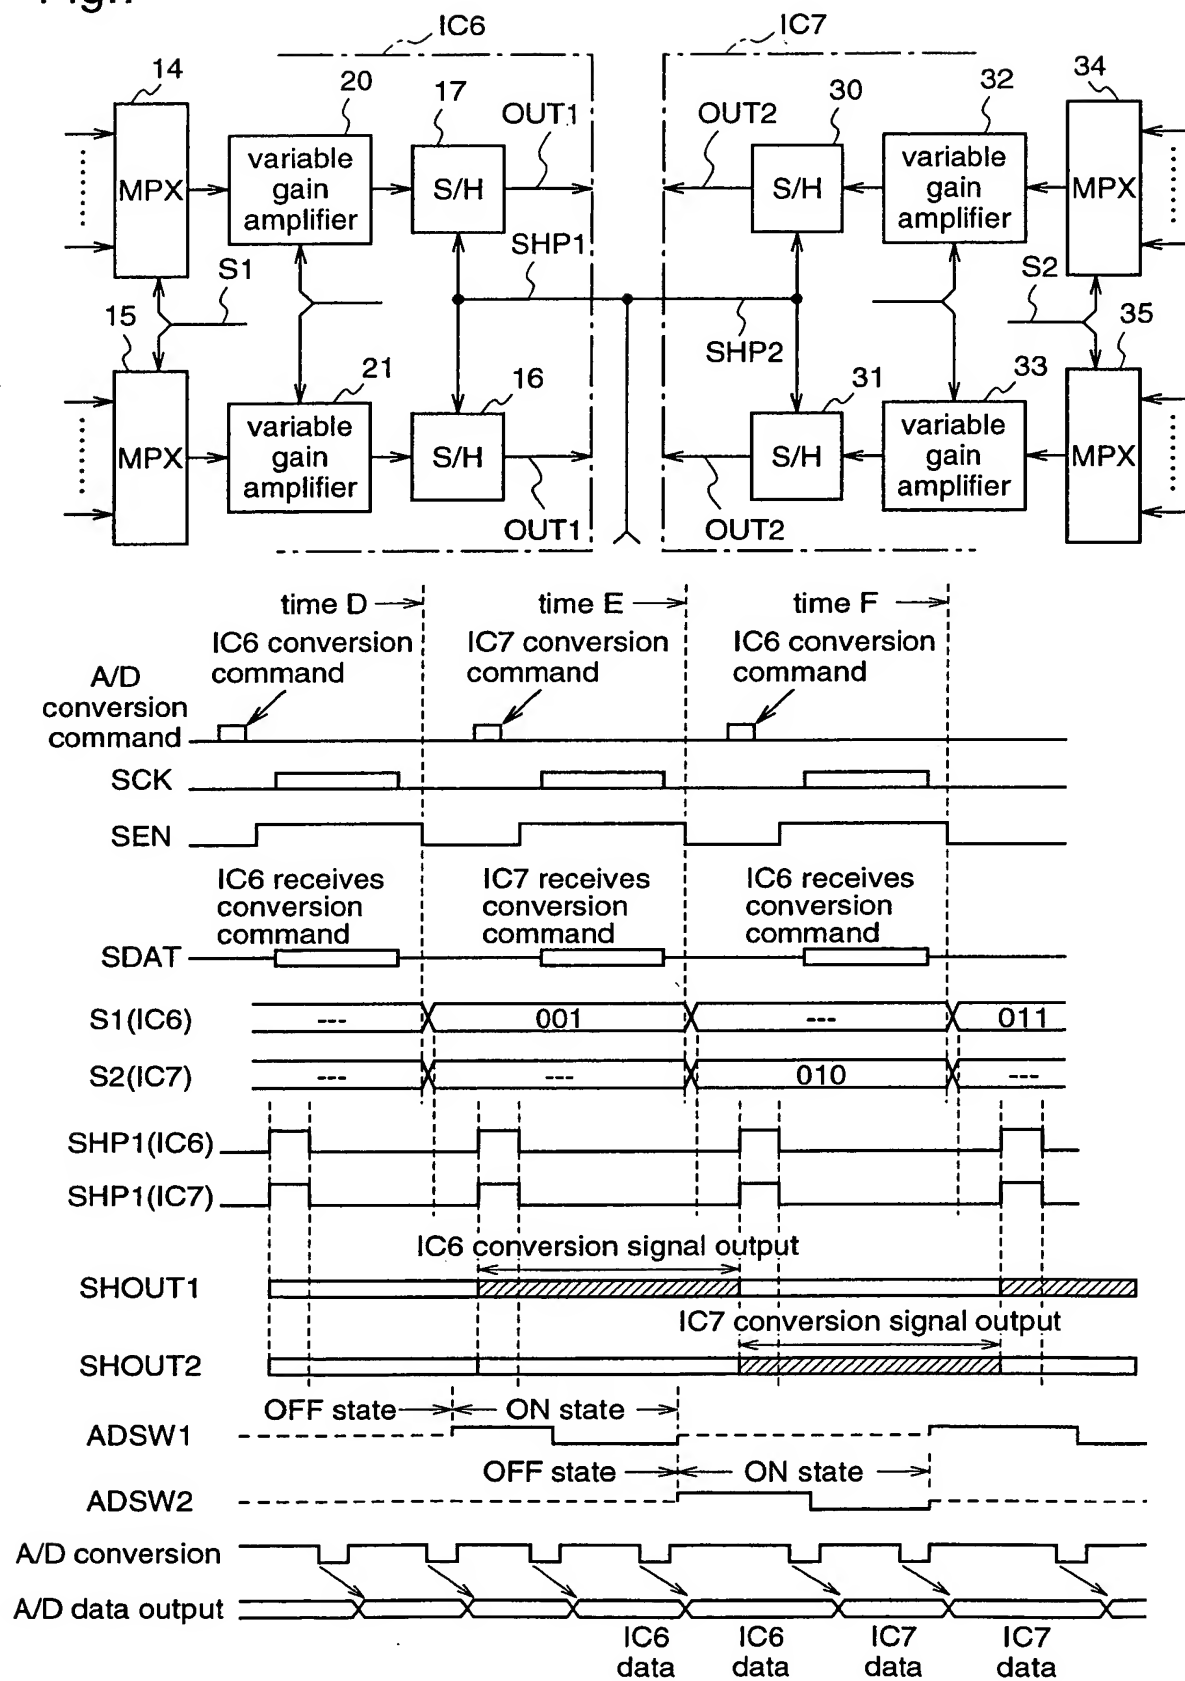 IC6
IC7
14
20
17
OUT1
OUT2
30
32
34
MPX
variable
gain
amplifier
S/H
S/H
variable
gain
amplifier
MPX
S1
SHP1
S2
15
21
16
SHP2
31
33
35
MPX
variable
gain
amplifier
S/H
S/H
variable
gain
amplifier
MPX
OUT1
OUT2
time D
time E
time F
IC6 conversion
command
IC7 conversion
command
IC6 conversion
command
A/D
conversion
command
SCK
SEN
IC6 receives
conversion
command
IC7 receives
conversion
command
IC6 receives
conversion
command
SDAT
S1(IC6) --- 001 --- 011
S2(IC7) --- --- 010 ---
SHP1(IC6)
SHP1(IC7)
IC6 conversion signal output
SHOUT1
IC7 conversion signal output
SHOUT2
OFF state ON state
ADSW1
OFF state ON state
ADSW2
A/D conversion
A/D data output
IC6
data
IC6
data
IC7
data
IC7
data